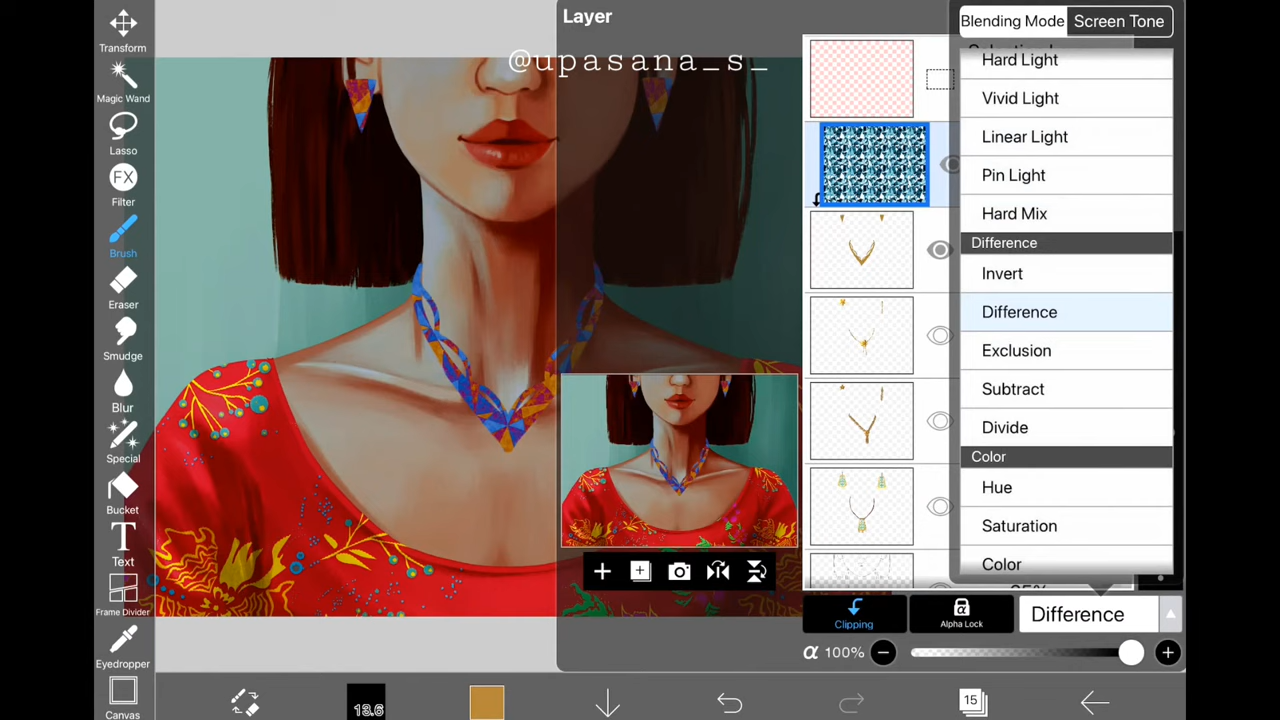 Transform
Magic Wand
Lasso
FX
Filter
Brush
Eraser
Smudge
Blur
Special
Bucket
T
Text
Frame Divider
Eyedropper
Canvas
Layer
@upasana_s_
Blending Mode
Screen Tone
Hard Light
Vivid Light
Linear Light
Pin Light
Hard Mix
Difference
Invert
Difference
Exclusion
Subtract
Divide
Color
Hue
Saturation
Color
Clipping
α
Alpha Lock
Difference
α 100%
13.6
15